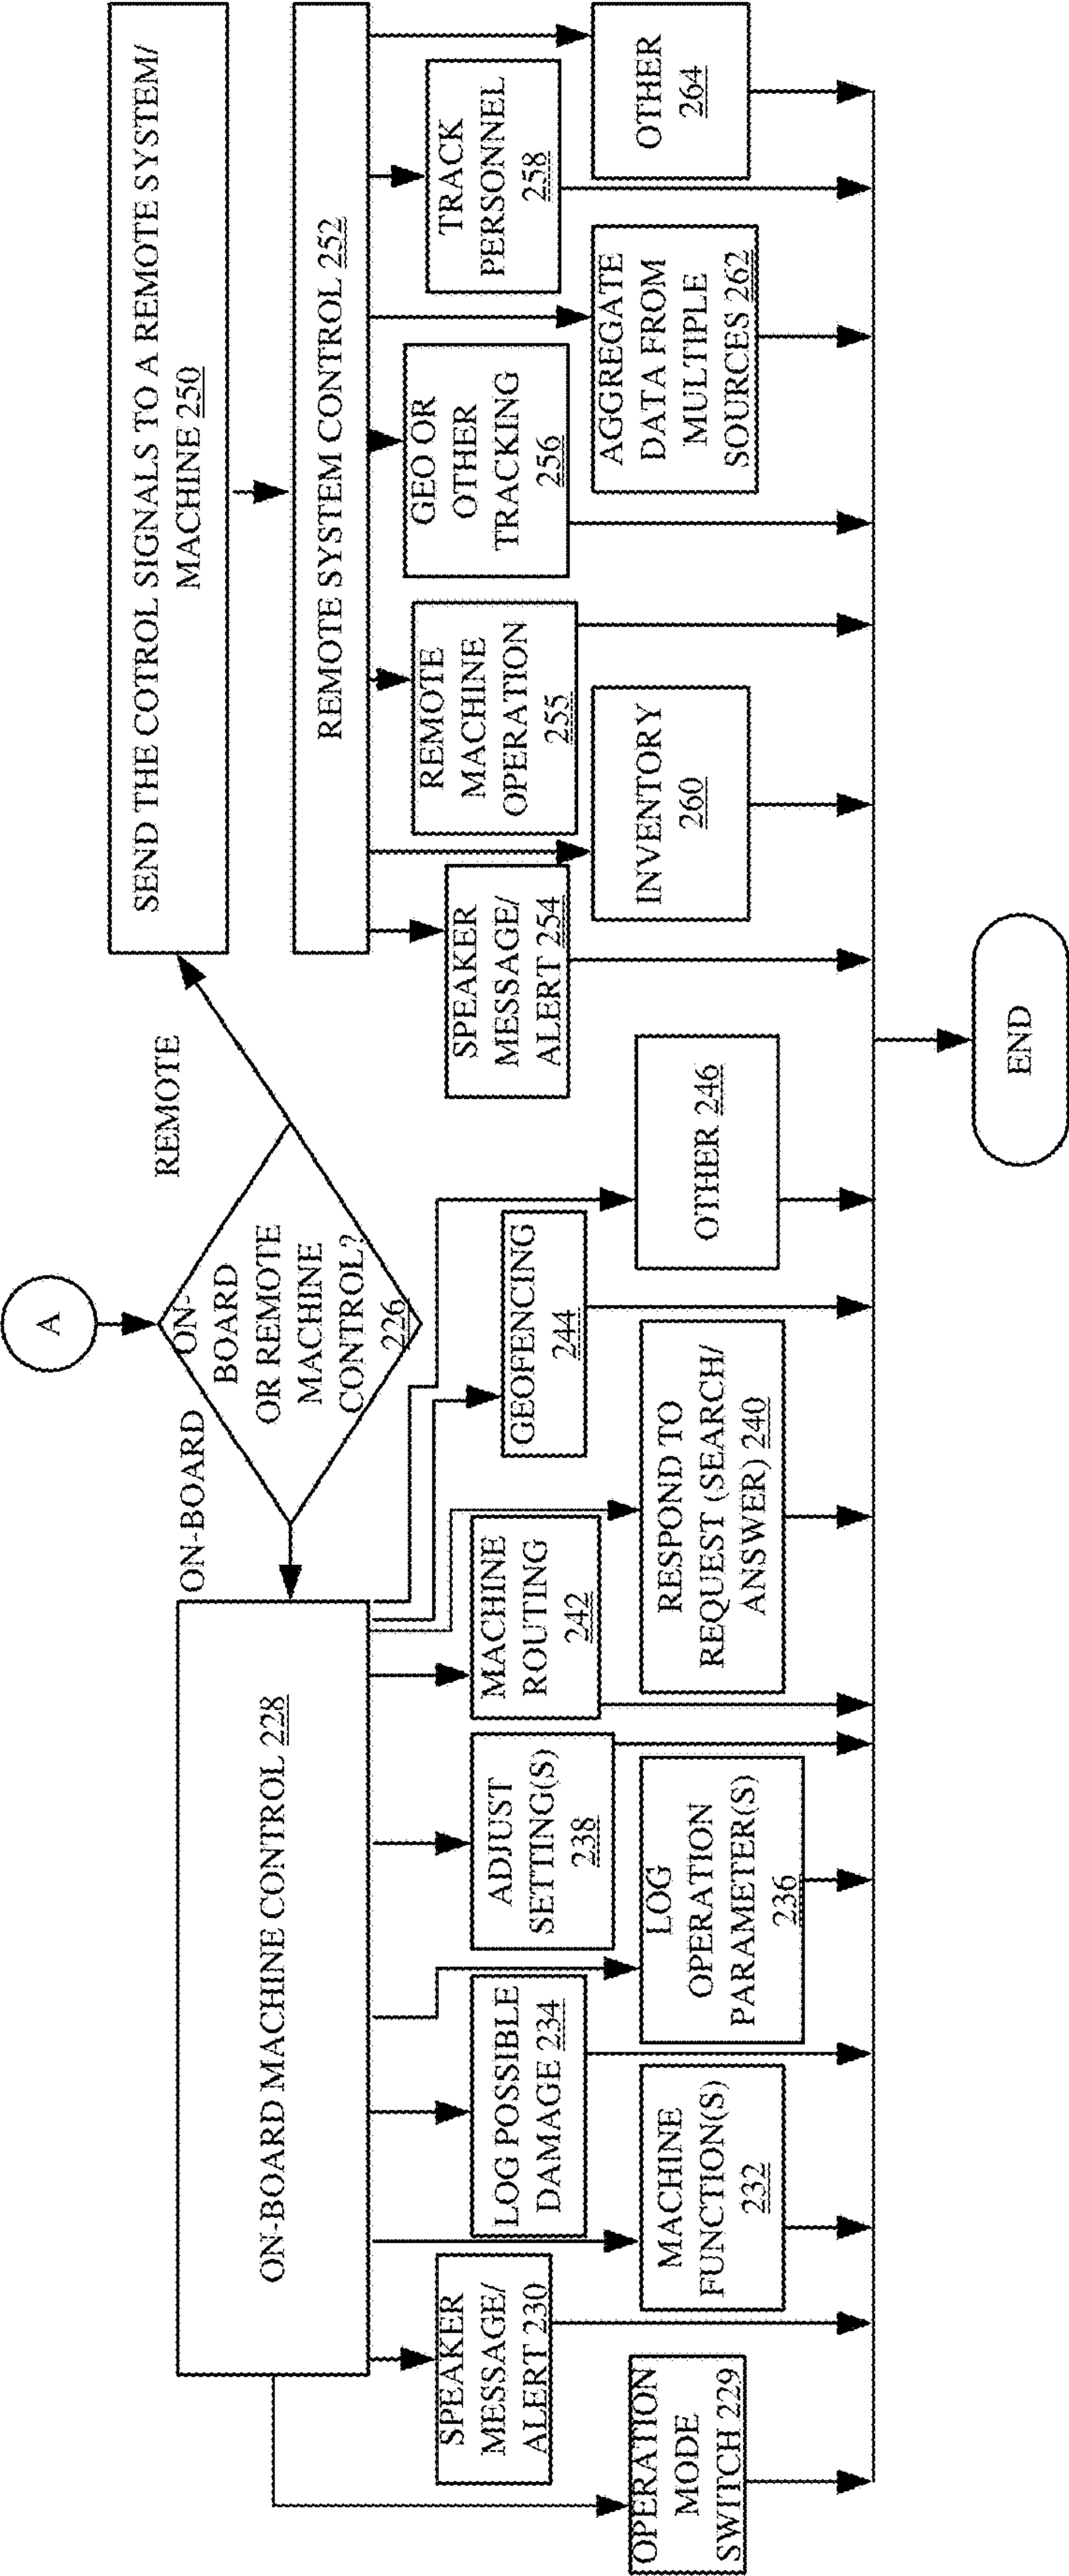 A
ON-
BOARD
OR REMOTE
MACHINE
CONTROL?
226
ON-BOARD
REMOTE
ON-BOARD MACHINE CONTROL 228
OPERATION
MODE
SWITCH 229
SPEAKER
MESSAGE/
ALERT 230
MACHINE
FUNCTION(S)
232
LOG POSSIBLE
DAMAGE 234
LOG
OPERATION
PARAMETER(S)
236
ADJUST
SETTING(S)
238
MACHINE
ROUTING
242
RESPOND TO
REQUEST (SEARCH/
ANSWER) 240
GEOFENCING
244
OTHER 246
SEND THE COTROL SIGNALS TO A REMOTE SYSTEM/
MACHINE 250
REMOTE SYSTEM CONTROL 252
SPEAKER
MESSAGE/
ALERT 254
INVENTORY
260
REMOTE
MACHINE
OPERATION
255
GEO OR
OTHER
TRACKING
256
AGGREGATE
DATA FROM
MULTIPLE
SOURCES 262
TRACK
PERSONNEL
258
OTHER
264
END